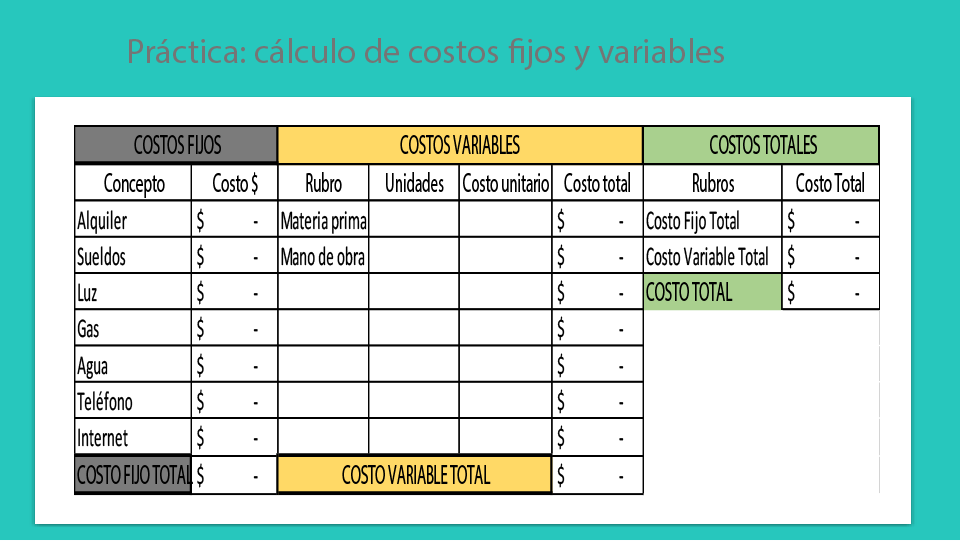 Práctica: cálculo de costos fijos y variables
COSTOS FIJOS COSTOS VARIABLES COSTOS TOTALES
Concepto Costo $ Rubro Unidades Costo unitario Costo total Rubros Costo Total
Alquiler $ - Materia prima $ - Costo Fijo Total $ -
Sueldos $ - Mano de obra $ - Costo Variable Total $ -
Luz $ - $ - COSTO TOTAL $ -
Gas $ - $ -
Agua $ - $ -
Teléfono $ - $ -
Internet $ - $ -
COSTO FIJO TOTAL $ - COSTO VARIABLE TOTAL $ -